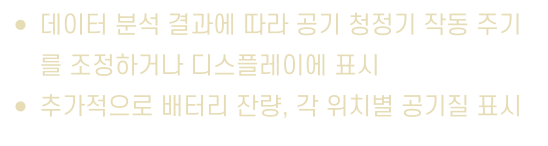 • 데이터 분석 결과에 따라 공기 청정기 작동 주기
를 조정하거나 디스플레이에 표시
• 추가적으로 배터리 잔량, 각 위치별 공기질 표시